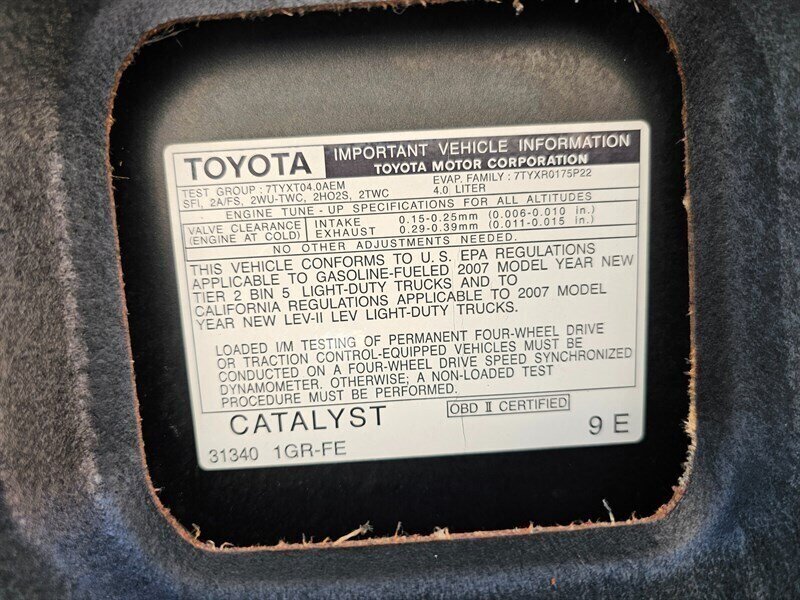 TOYOTA
IMPORTANT VEHICLE INFORMATION
TOYOTA MOTOR CORPORATION
TEST GROUP : 7TYXT04.0AEM
EVAP. FAMILY : 7TYXR0175P22
SFI, 2A/FS, 2WU-TWC, 2HO2S, 2TWC
4.0 LITER
ENGINE TUNE - UP SPECIFICATIONS FOR ALL ALTITUDES
VALVE CLEARANCE
(ENGINE AT COLD)
INTAKE 0.15-0.25mm (0.006-0.010 in.)
EXHAUST 0.29-0.39mm (0.011-0.015 in.)
NO OTHER ADJUSTMENTS NEEDED.
THIS VEHICLE CONFORMS TO U.S. EPA REGULATIONS
APPLICABLE TO GASOLINE-FUELED 2007 MODEL YEAR NEW
TIER 2 BIN 5 LIGHT-DUTY TRUCKS AND TO
CALIFORNIA REGULATIONS APPLICABLE TO 2007 MODEL
YEAR NEW LEV-II LEV LIGHT-DUTY TRUCKS.
LOADED I/M TESTING OF PERMANENT FOUR-WHEEL DRIVE
OR TRACTION CONTROL-EQUIPPED VEHICLES MUST BE
CONDUCTED ON A FOUR-WHEEL DRIVE SPEED SYNCHRONIZED
DYNAMOMETER. OTHERWISE; A NON-LOADED TEST
PROCEDURE MUST BE PERFORMED.
OBD II CERTIFIED
CATALYST
9 E
31340 1GR-FE